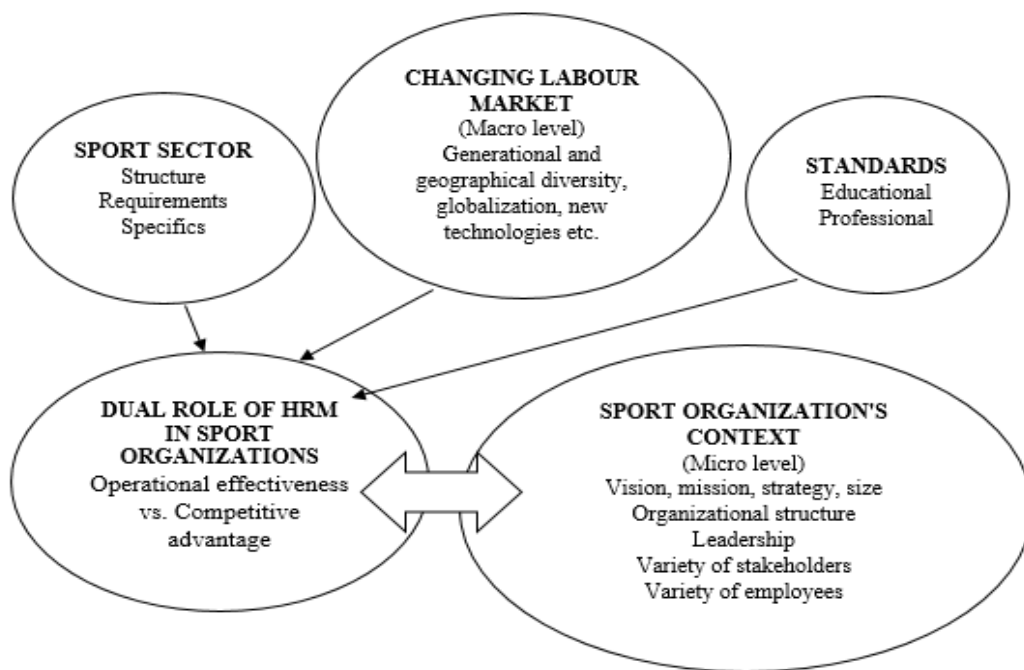 SPORT SECTOR
Structure
Requirements
Specifics
CHANGING LABOUR
MARKET
(Macro level)
Generational and
geographical diversity,
globalization, new
technologies etc.
STANDARDS
Educational
Professional
DUAL ROLE OF HRM
IN SPORT
ORGANIZATIONS
Operational effectiveness
vs. Competitive
advantage
SPORT ORGANIZATION'S
CONTEXT
(Micro level)
Vision, mission, strategy, size
Organizational structure
Leadership
Variety of stakeholders
Variety of employees